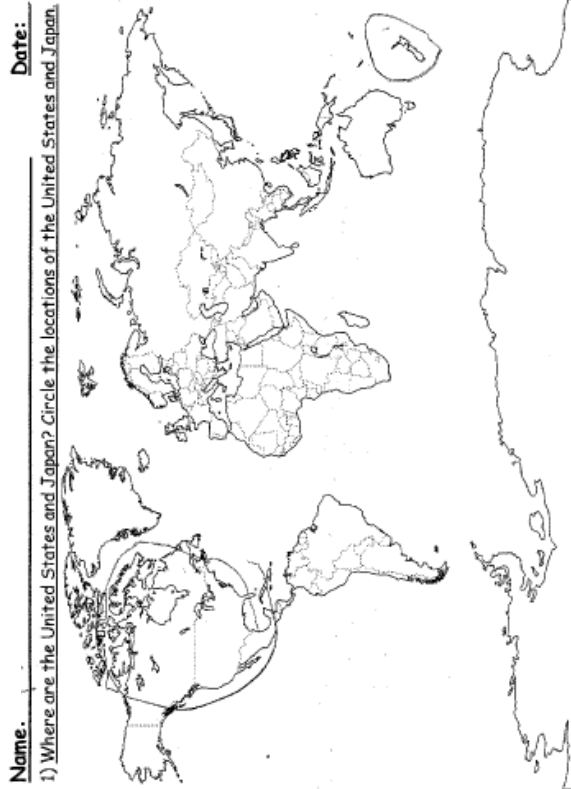 Name. Date:
1) Where are the United States and Japan? Circle the locations of the United States and Japan.